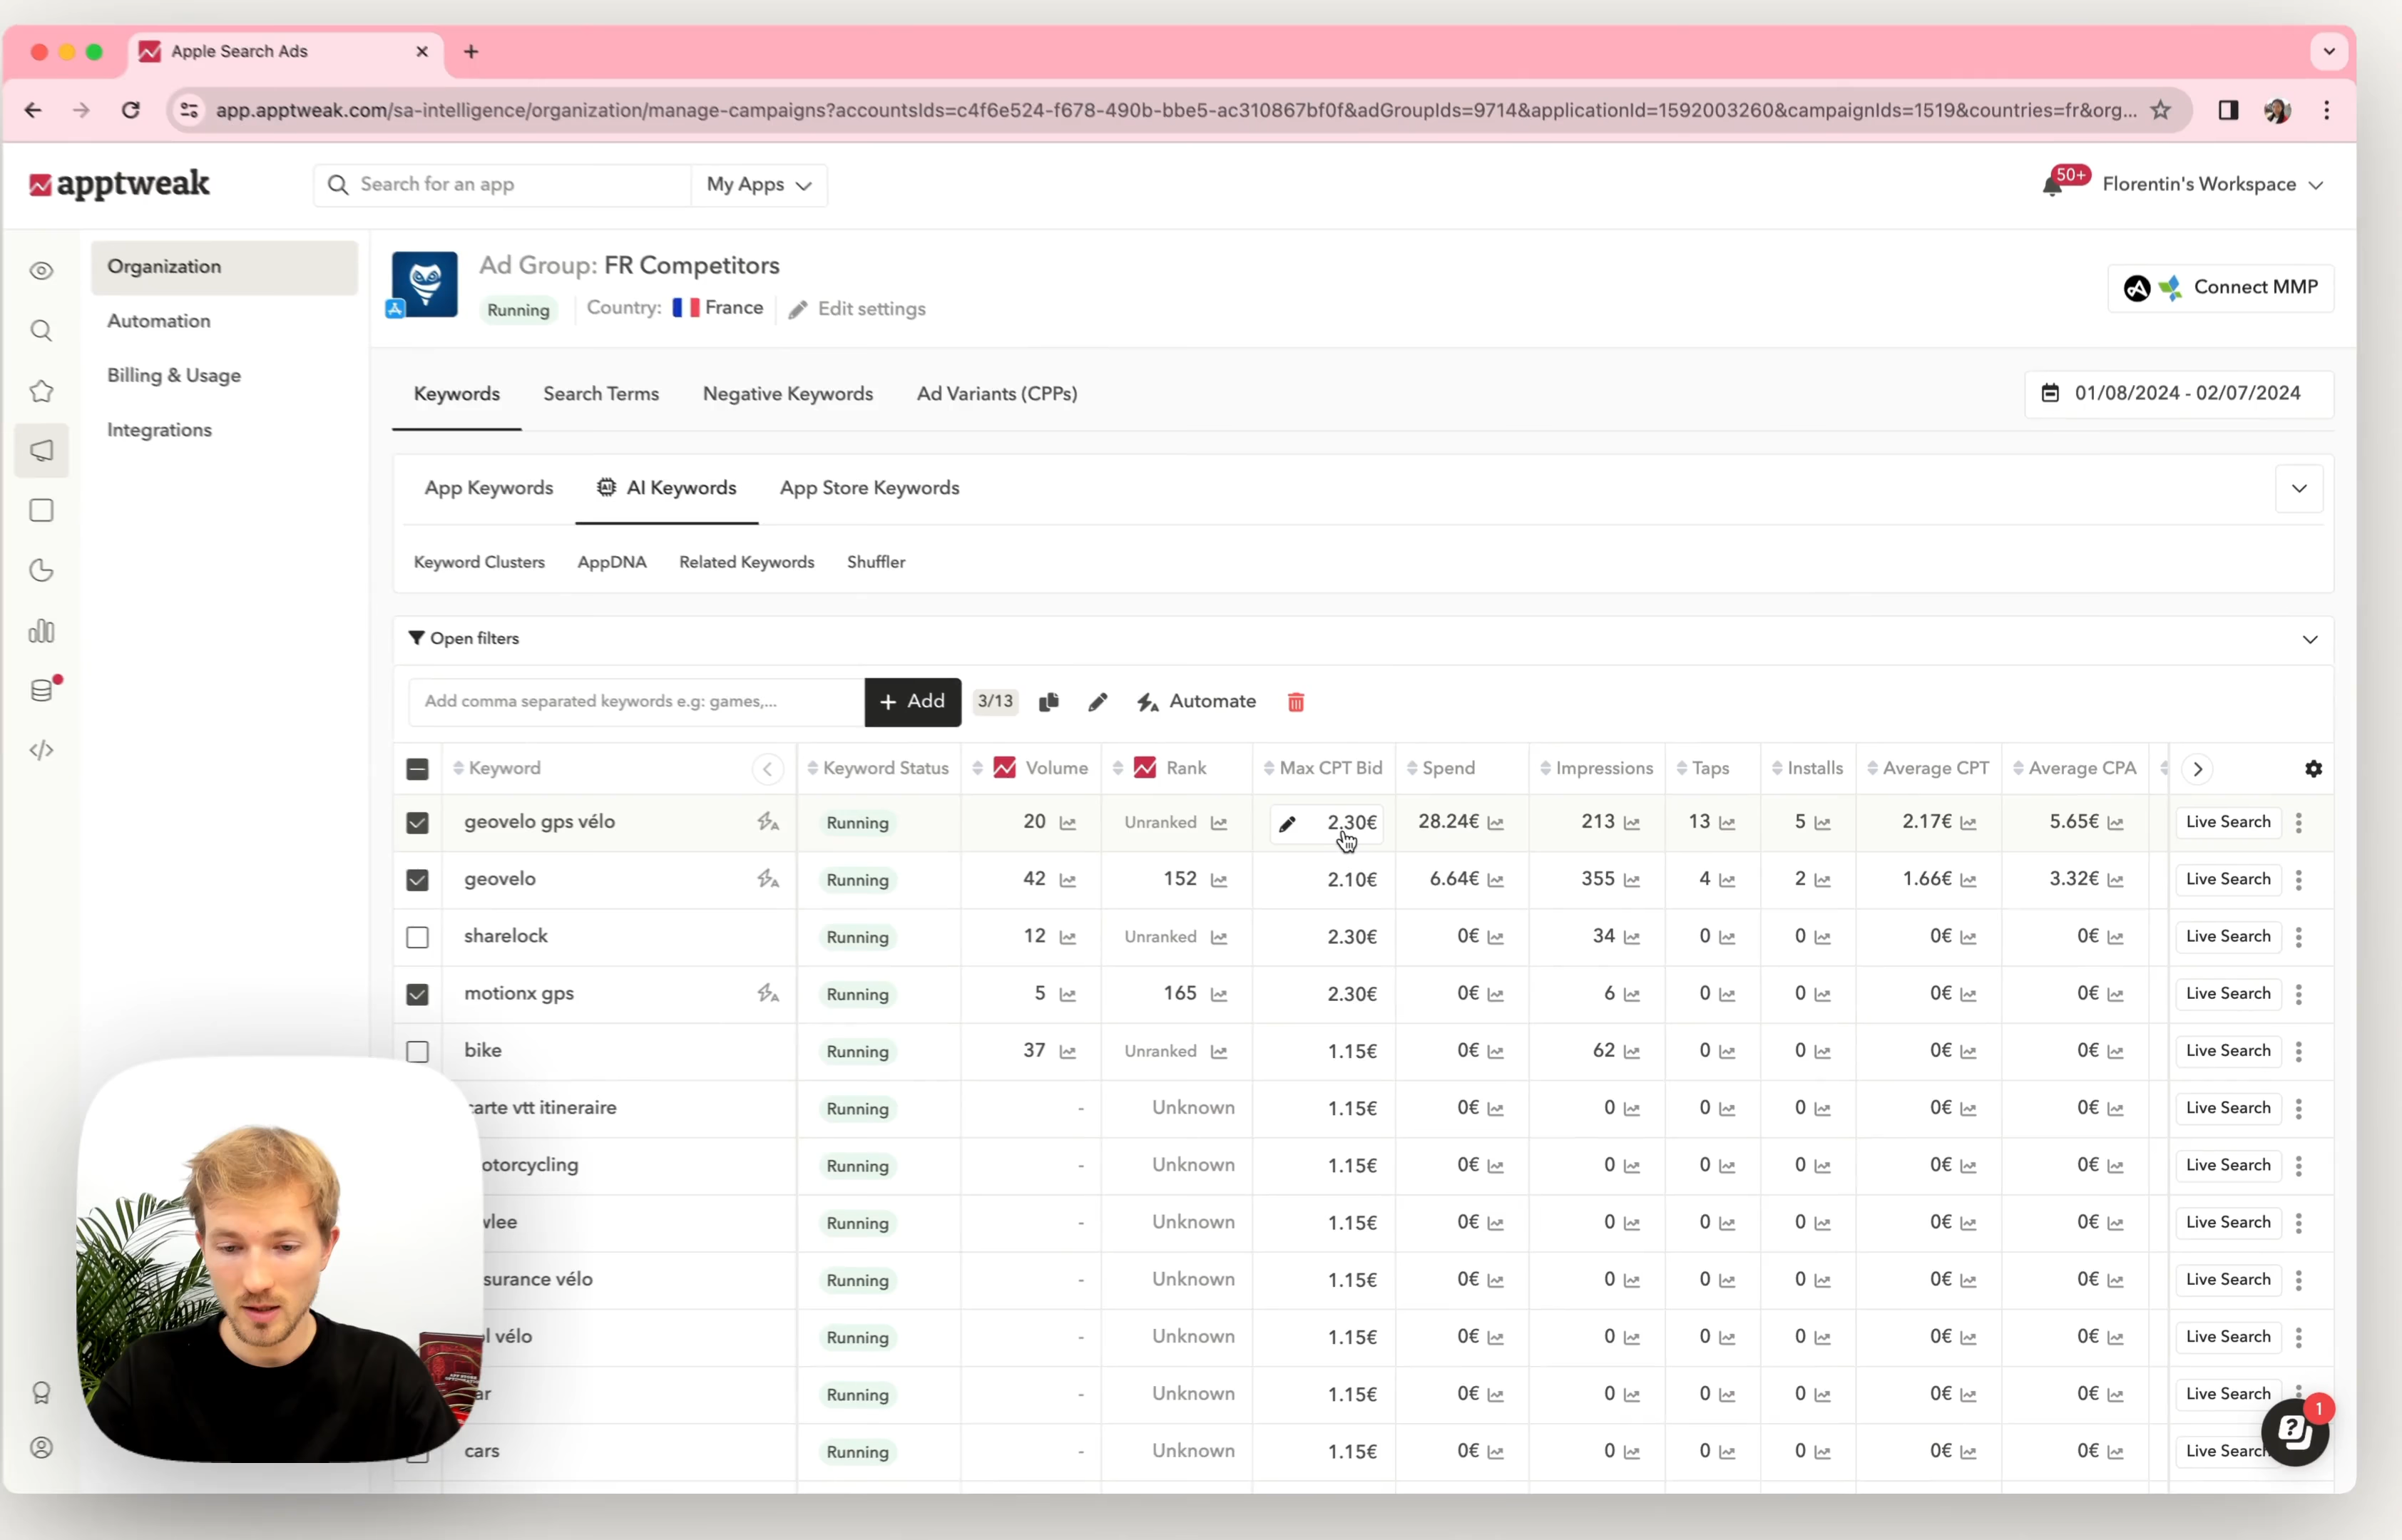 Apple Search Ads
app.apptweak.com/sa-intelligence/organization/manage-campaigns?accountsIds=c4f6e524-f678-490b-bbe5-ac310867bf0f&adGroupIds=9714&applicationId=1592003260&campaignIds=1519&countries=fr&org...
apptweak Search for an app My Apps 50+ Florentin's Workspace
Organization
Automation
Billing & Usage
Integrations
Ad Group: FR Competitors
Running Country: France Edit settings
Connect MMP
Keywords Search Terms Negative Keywords Ad Variants (CPPs) 01/08/2024 - 02/07/2024
App Keywords AI Keywords App Store Keywords
Keyword Clusters AppDNA Related Keywords Shuffler
Open filters
Add comma separated keywords e.g: games,... + Add 3/13 Automate
Keyword Keyword Status Volume Rank Max CPT Bid Spend Impressions Taps Installs Average CPT Average CPA
geovelo gps vélo Running 20 Unranked 2.30€ 28.24€ 213 13 5 2.17€ 5.65€ Live Search
geovelo Running 42 152 2.10€ 6.64€ 355 4 2 1.66€ 3.32€ Live Search
sharelock Running 12 Unranked 2.30€ 0€ 34 0 0 0€ 0€ Live Search
motionx gps Running 5 165 2.30€ 0€ 6 0 0 0€ 0€ Live Search
bike Running 37 Unranked 1.15€ 0€ 62 0 0 0€ 0€ Live Search
carte vtt itineraire Running - Unknown 1.15€ 0€ 0 0 0 0€ 0€ Live Search
otorcycling Running - Unknown 1.15€ 0€ 0 0 0 0€ 0€ Live Search
wlee Running - Unknown 1.15€ 0€ 0 0 0 0€ 0€ Live Search
surance vélo Running - Unknown 1.15€ 0€ 0 0 0 0€ 0€ Live Search
l vélo Running - Unknown 1.15€ 0€ 0 0 0 0€ 0€ Live Search
ar Running - Unknown 1.15€ 0€ 0 0 0 0€ 0€ Live Search
cars Running - Unknown 1.15€ 0€ 0 0 0 0€ 0€ Live Search
1